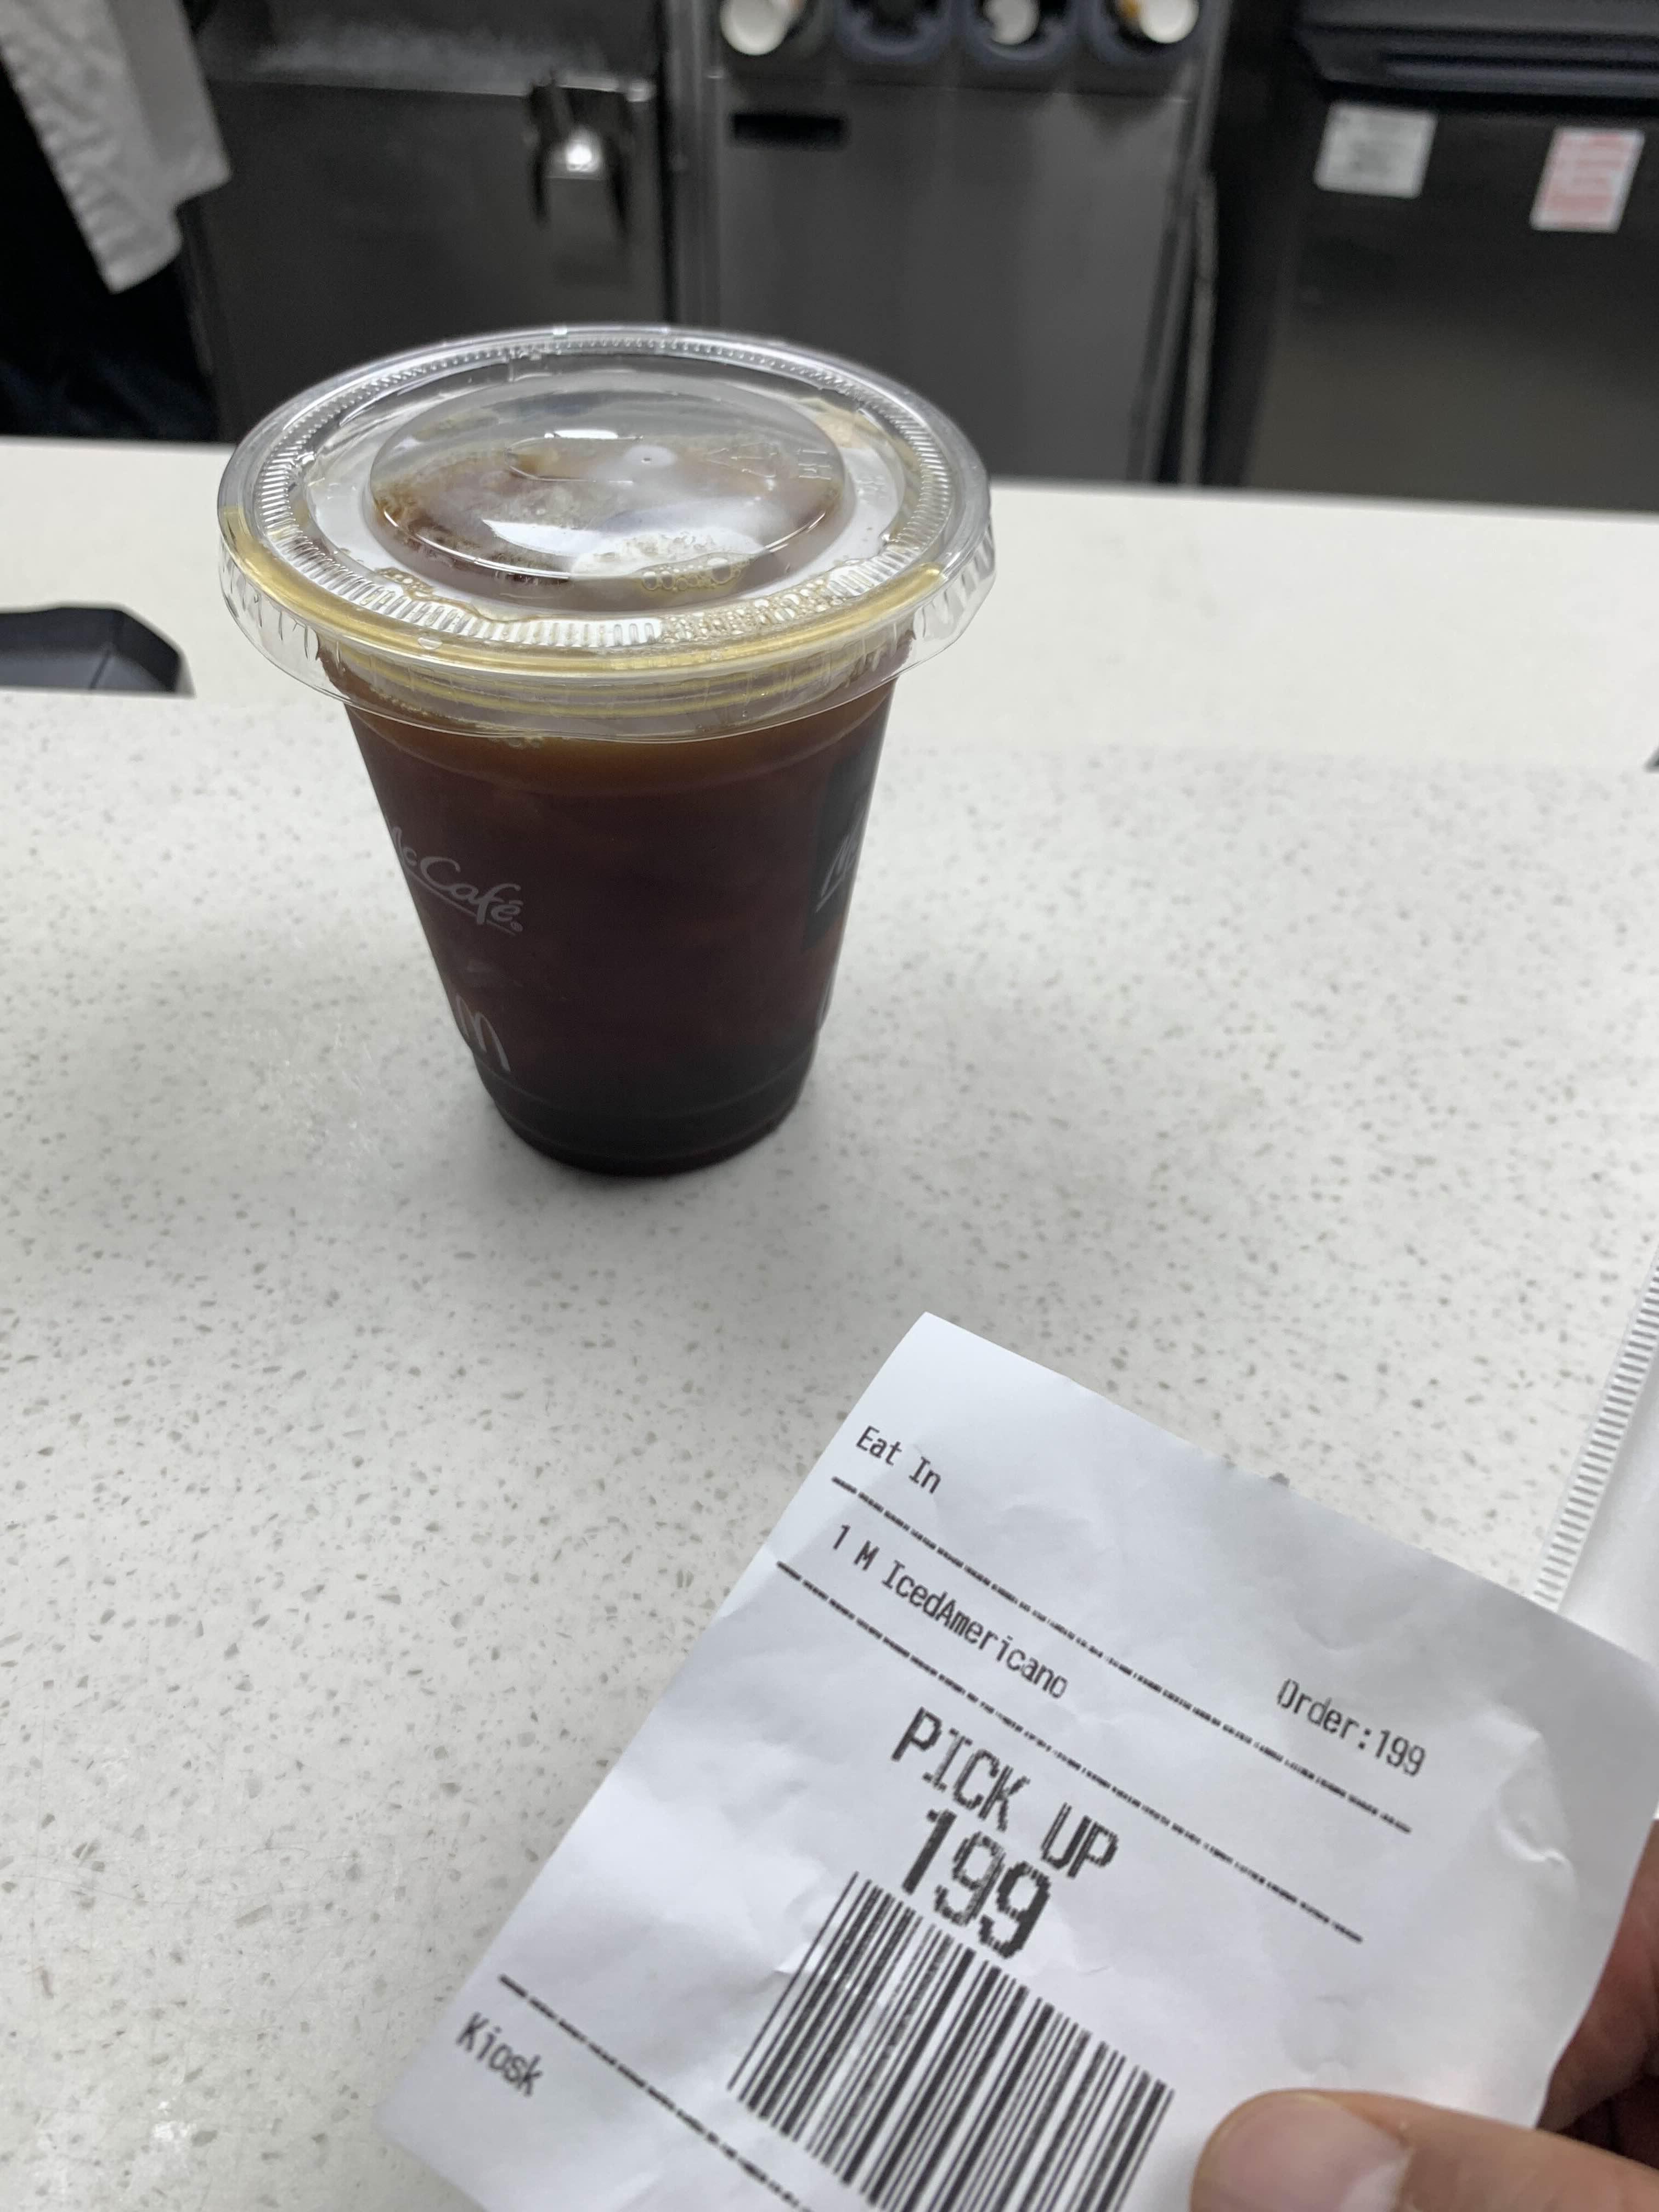 McCafé
Eat In
Order:199
1 M IcedAmericano
PICK UP
199
Kiosk